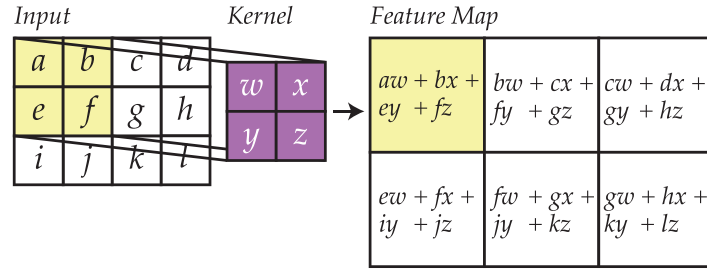 Input
Kernel
Feature Map
a b c d
e f g h
i j k l
w x
y z
aw + bx +
ey + fz
bw + cx +
fy + gz
cw + dx +
gy + hz
ew + fx +
iy + jz
fw + gx +
jy + kz
gw + hx +
ky + lz